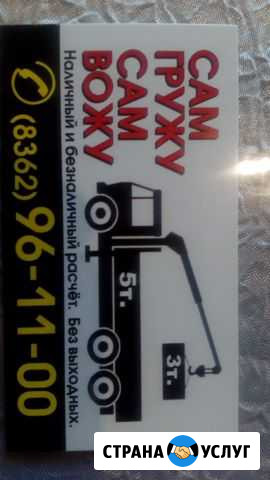 САМ
ГРУЖУ
САМ
ВОЖУ
5т.
3т.
Наличный и безналичный расчёт. Без выходных.
(8362) 96-11-00
СТРАНА УСЛУГ